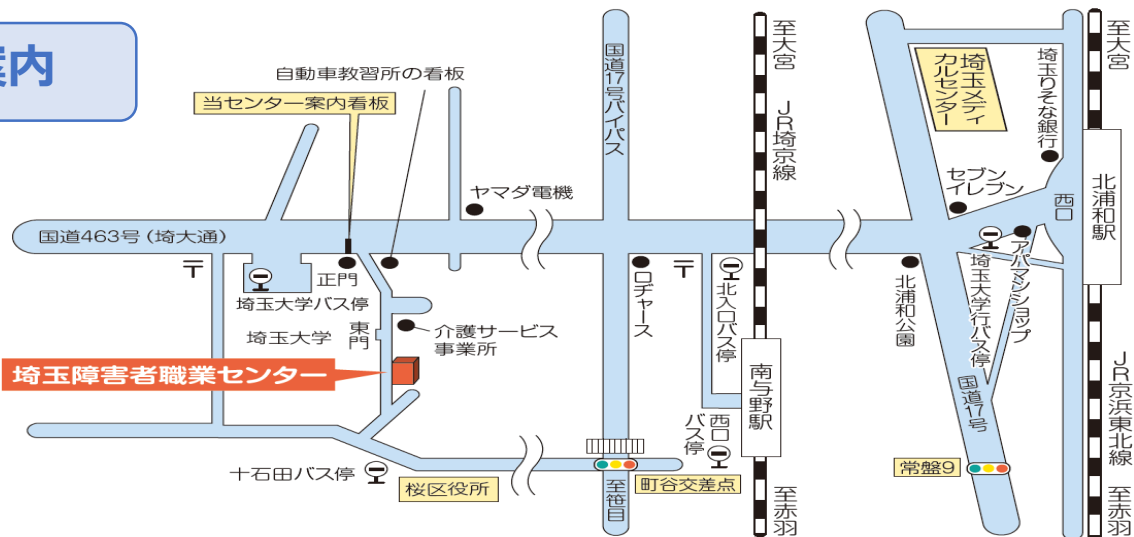 案内
自動車教習所の看板
当センター案内看板
国道17号バイパス
至大宮
JR埼京線
埼玉メディ
カルセンター
埼玉りそな銀行
至大宮
ヤマダ電機
セブン
イレブン
西口
北浦和駅
国道463号（埼大通）
〒
正門
埼玉大学バス停
ロヂャース
〒
北入口バス停
北浦和公園
埼玉大学行バス停
アパマンショップ
埼玉大学
東門
介護サービス
事業所
埼玉障害者職業センター
南与野駅
国道17号
JR京浜東北線
西口
バス停
十石田バス停
桜区役所
至笹目
町谷交差点
常盤9
至赤羽
至赤羽